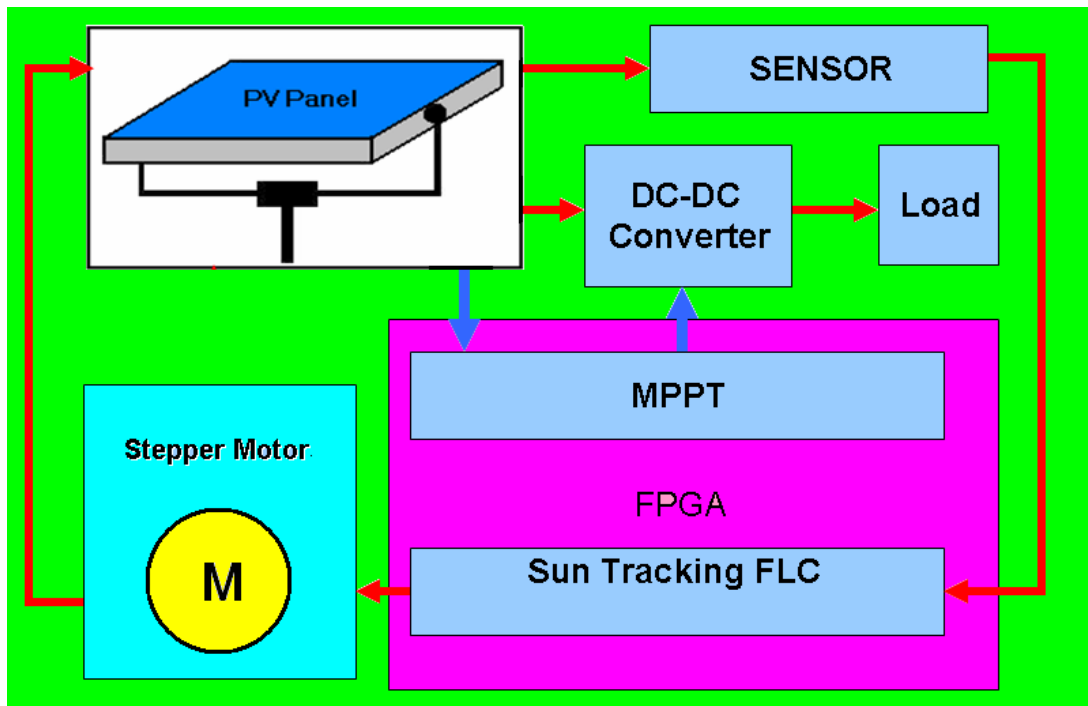 PV Panel
SENSOR
DC-DC
Converter
Load
MPPT
Stepper Motor
FPGA
Sun Tracking FLC
M